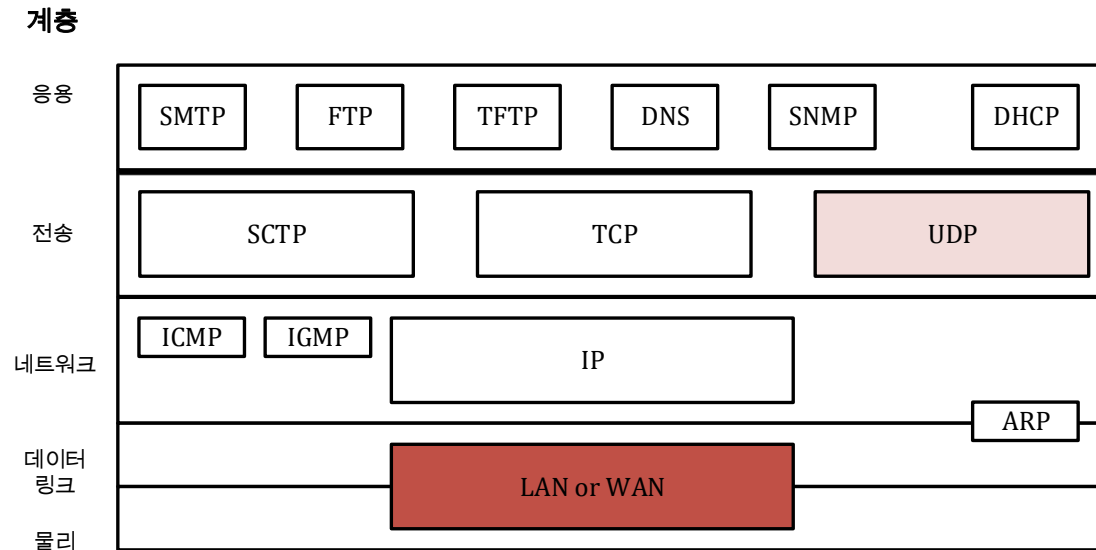 계층
응용
SMTP FTP TFTP DNS SNMP DHCP
전송
SCTP TCP UDP
ICMP IGMP
네트워크
IP
ARP
데이터
링크
LAN or WAN
물리